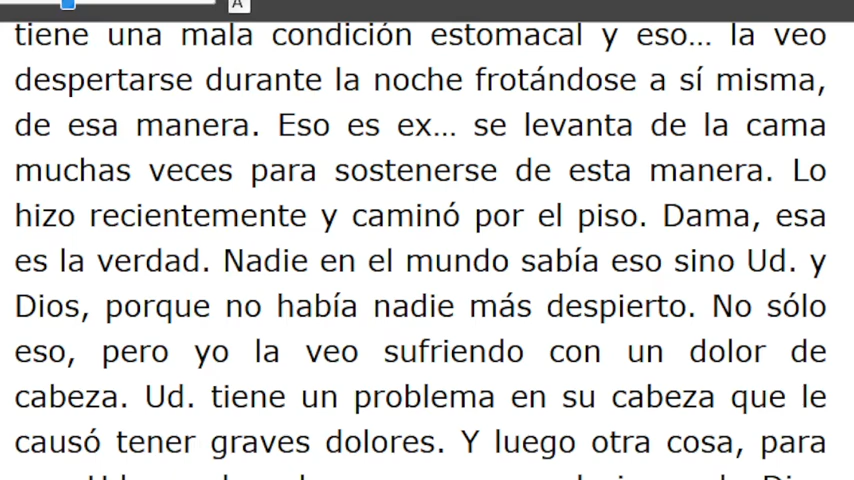 A
tiene una mala condición estomacal y eso... la veo
despertarse durante la noche frotándose a sí misma,
de esa manera. Eso es ex... se levanta de la cama
muchas veces para sostenerse de esta manera. Lo
hizo recientemente y caminó por el piso. Dama, esa
es la verdad. Nadie en el mundo sabía eso sino Ud. y
Dios, porque no había nadie más despierto. No sólo
eso, pero yo la veo sufriendo con un dolor de
cabeza. Ud. tiene un problema en su cabeza que le
causó tener graves dolores. Y luego otra cosa, para